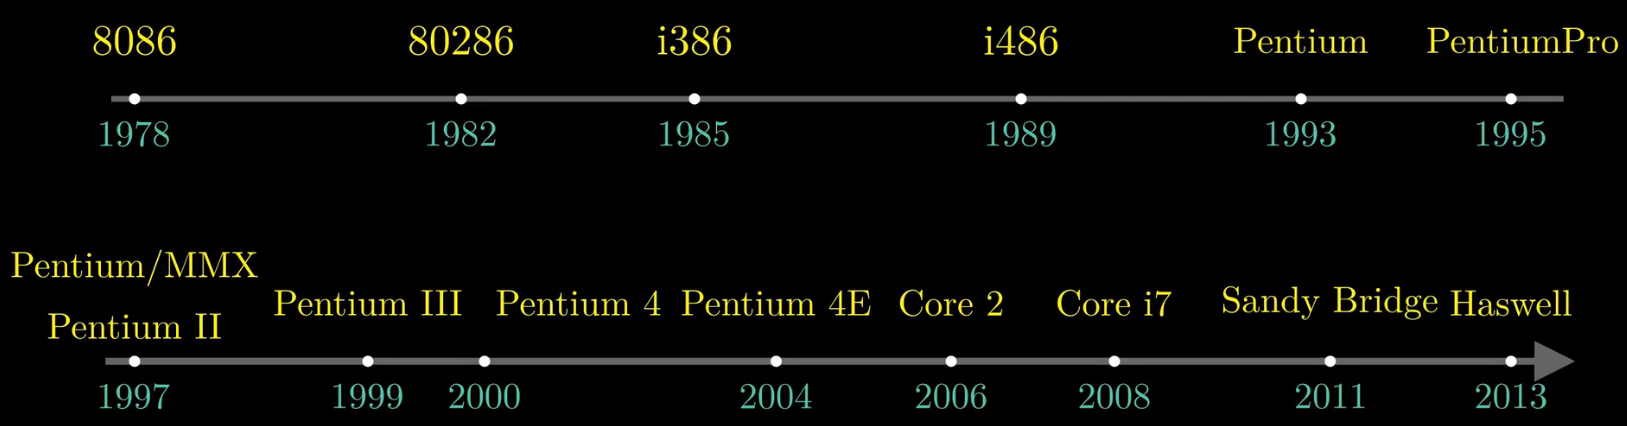 8086 80286 i386 i486 Pentium PentiumPro
1978 1982 1985 1989 1993 1995
Pentium/MMX
Pentium III Pentium 4 Pentium 4E Core 2 Core i7 Sandy Bridge Haswell
Pentium II
1997 1999 2000 2004 2006 2008 2011 2013